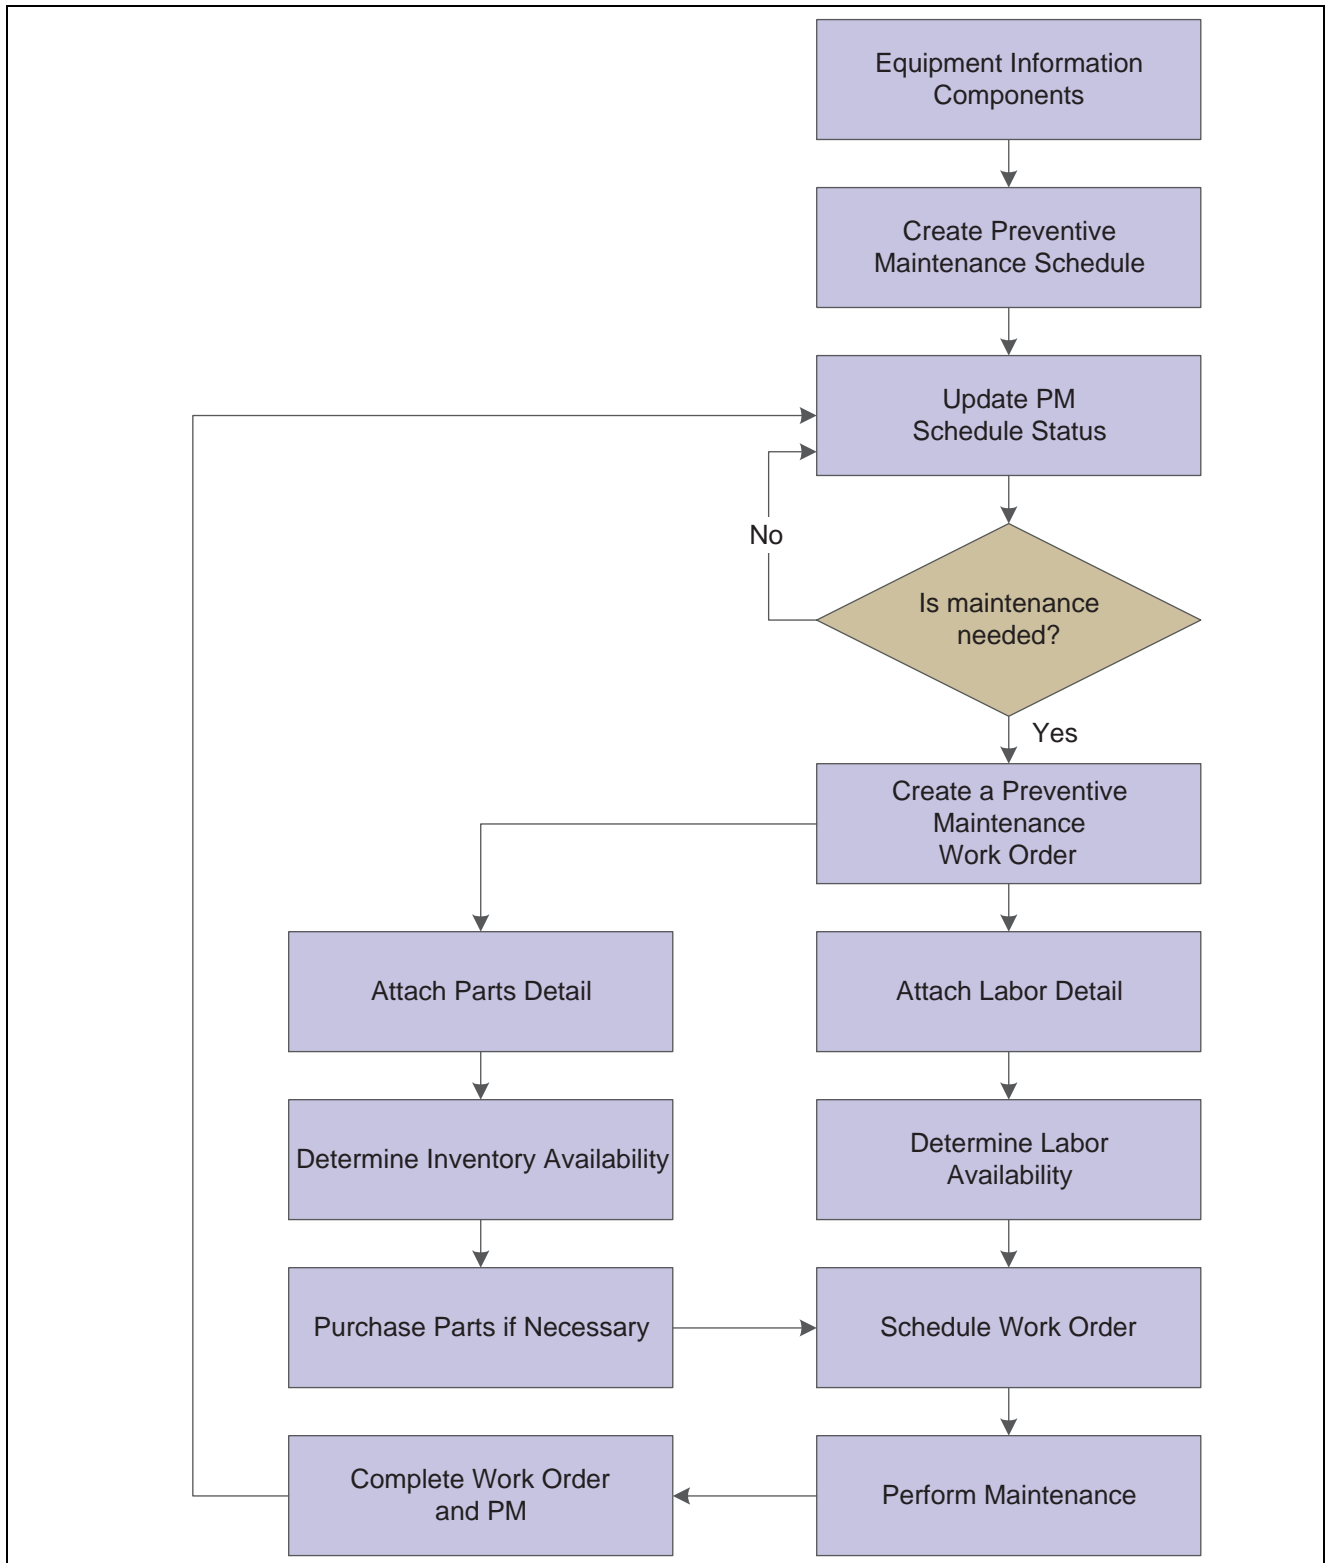 Equipment Information
Components
Create Preventive
Maintenance Schedule
Update PM
Schedule Status
No
Is maintenance
needed?
Yes
Create a Preventive
Maintenance
Work Order
Attach Parts Detail
Attach Labor Detail
Determine Inventory Availability
Determine Labor
Availability
Purchase Parts if Necessary
Schedule Work Order
Complete Work Order
and PM
Perform Maintenance